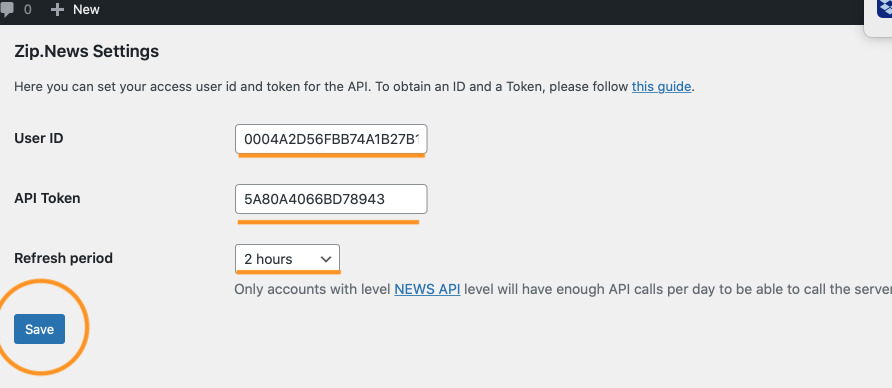 0 New
Zip.News Settings
Here you can set your access user id and token for the API. To obtain an ID and a Token, please follow this guide.
User ID
0004A2D56FBB74A1B27B
API Token
5A80A4066BD78943
Refresh period
2 hours
Only accounts with level NEWS API level will have enough API calls per day to be able to call the server
Save